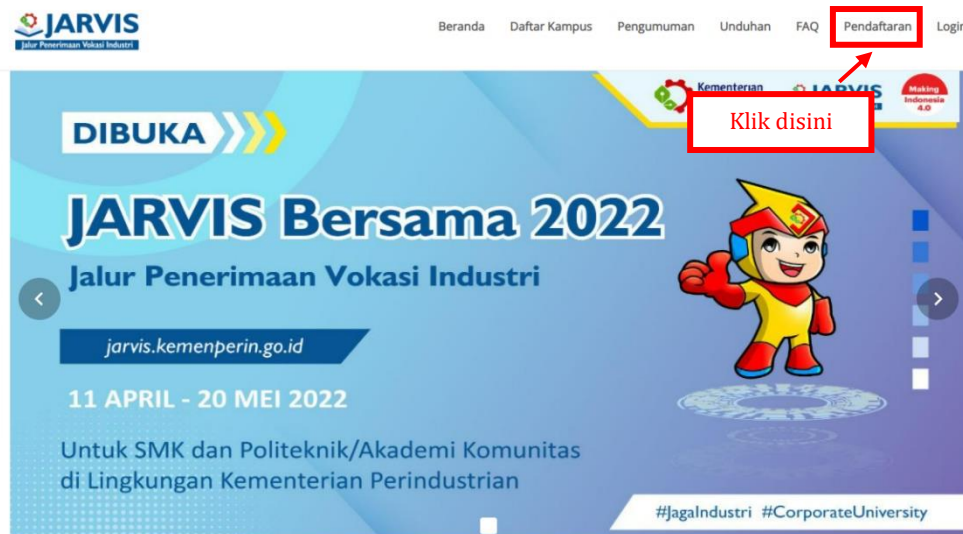 JARVIS
Jalur Penerimaan Vokasi Industri
Beranda Daftar Kampus Pengumuman Unduhan FAQ Pendaftaran Login
Kementerian
JARVIS
Making
Indonesia
4.0
Klik disini
DIBUKA
JARVIS Bersama 2022
Jalur Penerimaan Vokasi Industri
jarvis.kemenperin.go.id
11 APRIL - 20 MEI 2022
Untuk SMK dan Politeknik/Akademi Komunitas
di Lingkungan Kementerian Perindustrian
#JagaIndustri #CorporateUniversity